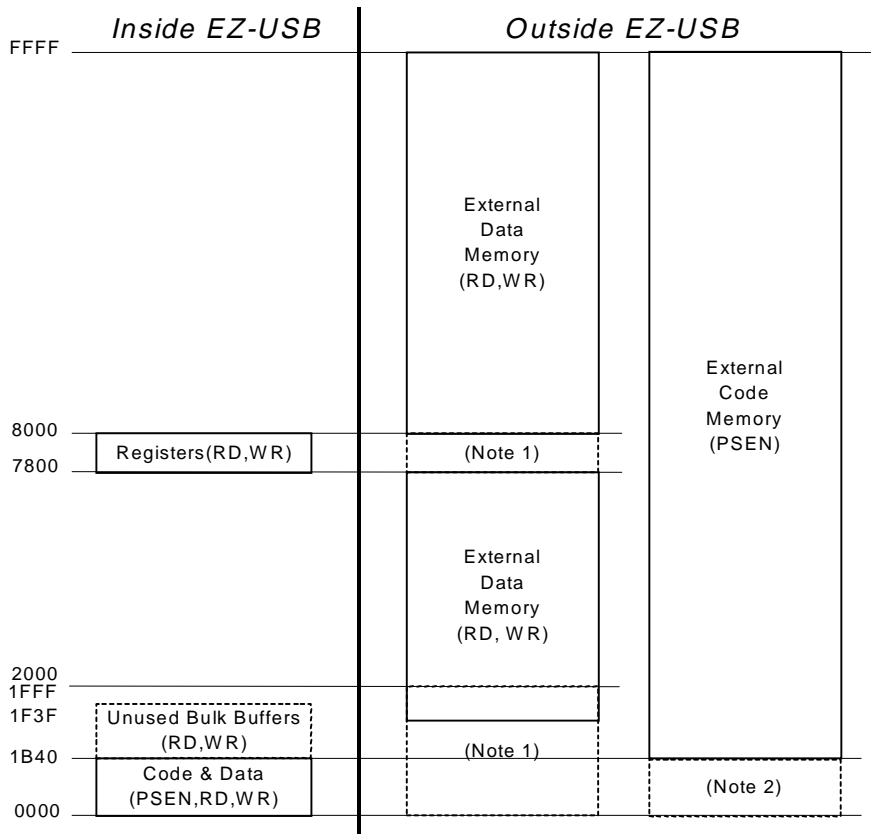 Inside EZ-USB
Outside EZ-USB
FFFF
External
Data
Memory
(RD,WR)
External
Code
Memory
(PSEN)
8000
Registers(RD,WR)
(Note 1)
7800
External
Data
Memory
(RD, WR)
2000
1FFF
1F3F
Unused Bulk Buffers
(RD,WR)
(Note 1)
1B40
Code & Data
(PSEN,RD,WR)
(Note 2)
0000